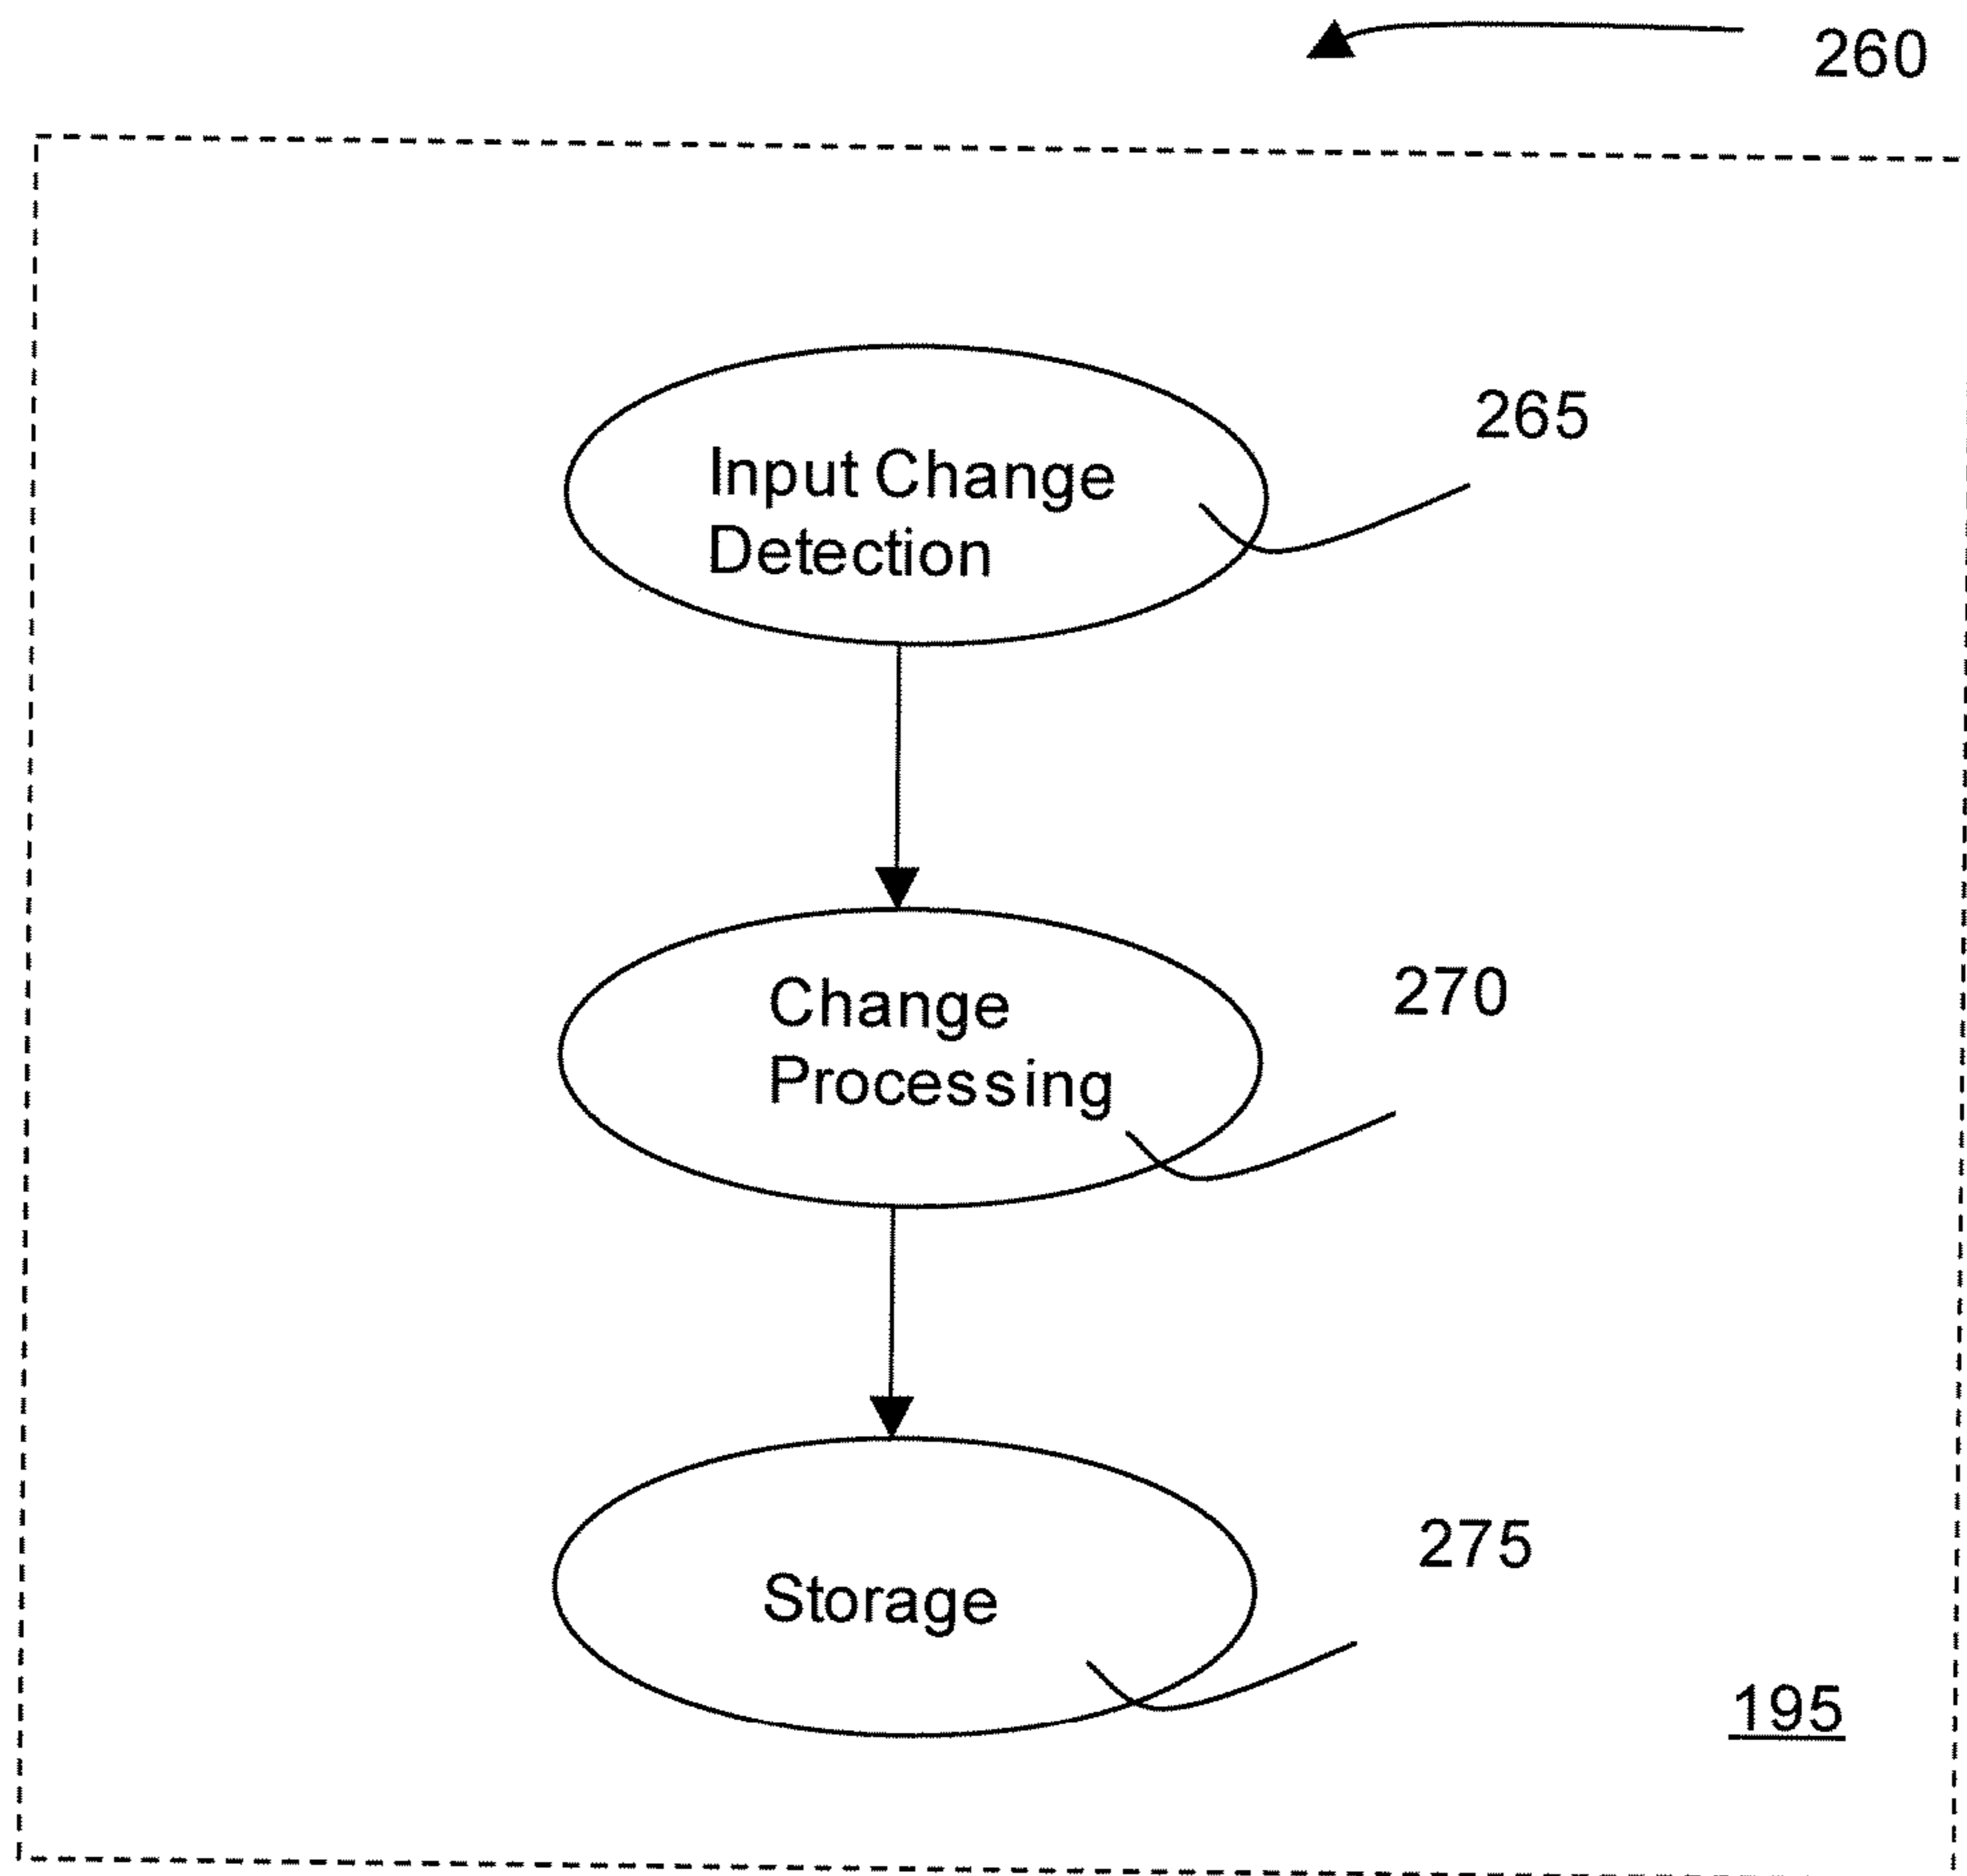 260
265
Input Change
Detection
270
Change
Processing
275
Storage
195